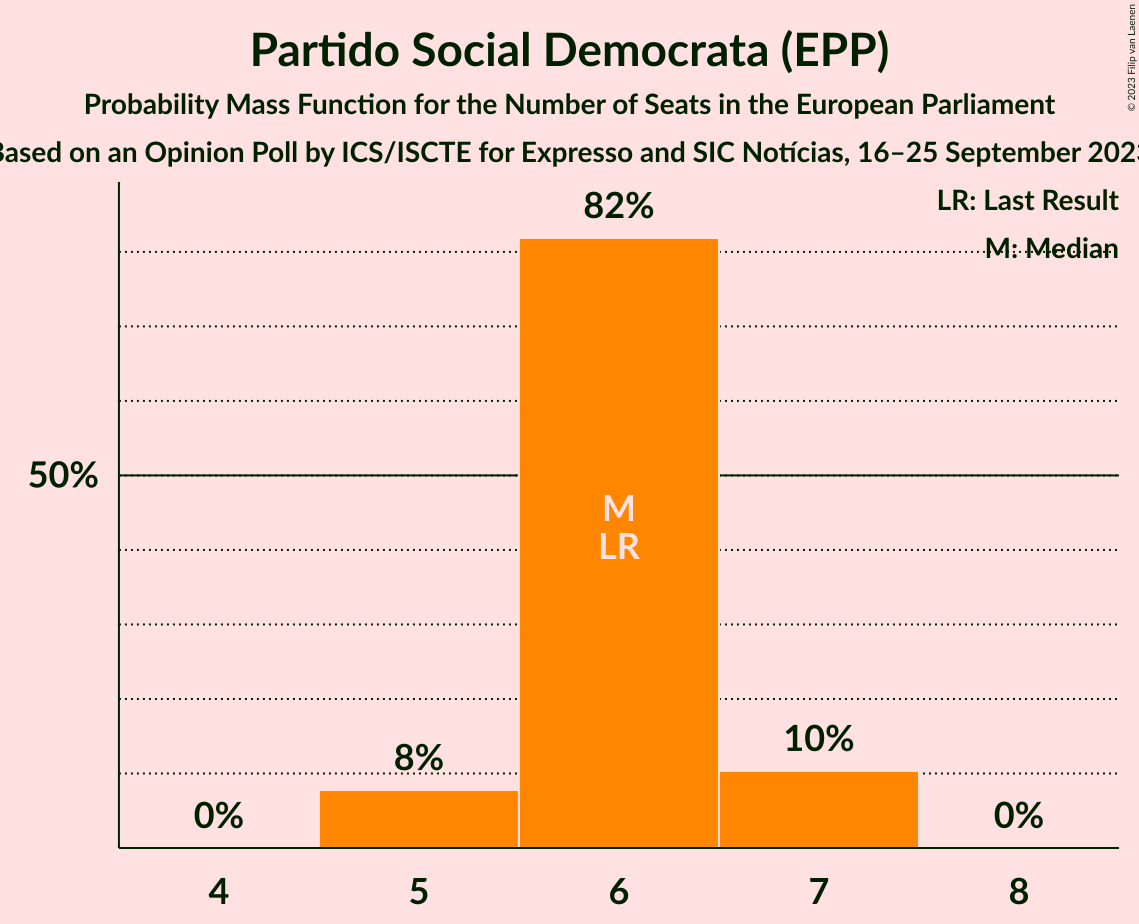 Partido Social Democrata (EPP)
Probability Mass Function for the Number of Seats in the European Parliament
Based on an Opinion Poll by ICS/ISCTE for Expresso and SIC Notícias, 16–25 September 2023
© 2023 Filip van Laenen
LR: Last Result
M: Median
82%
50%
M
LR
10%
8%
0%
0%
4
5
6
7
8